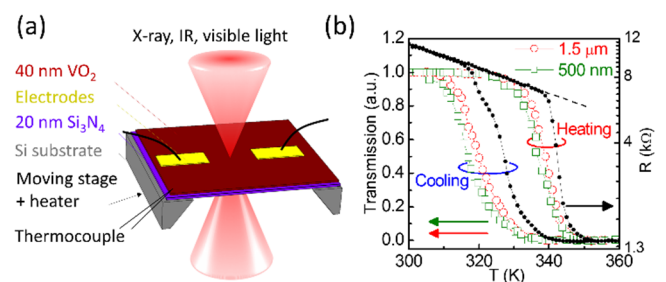 (a)
X-ray, IR, visible light
40 nm VO₂
Electrodes
20 nm Si₃N₄
Si substrate
Moving stage
+ heater
Thermocouple
(b)
Transmission (a.u.)
1.0
0.8
0.6
0.4
0.2
0.0
1.5 μm
500 nm
Heating
Cooling
12
8
4
1.3
R (kΩ)
300 320 340 360
T (K)